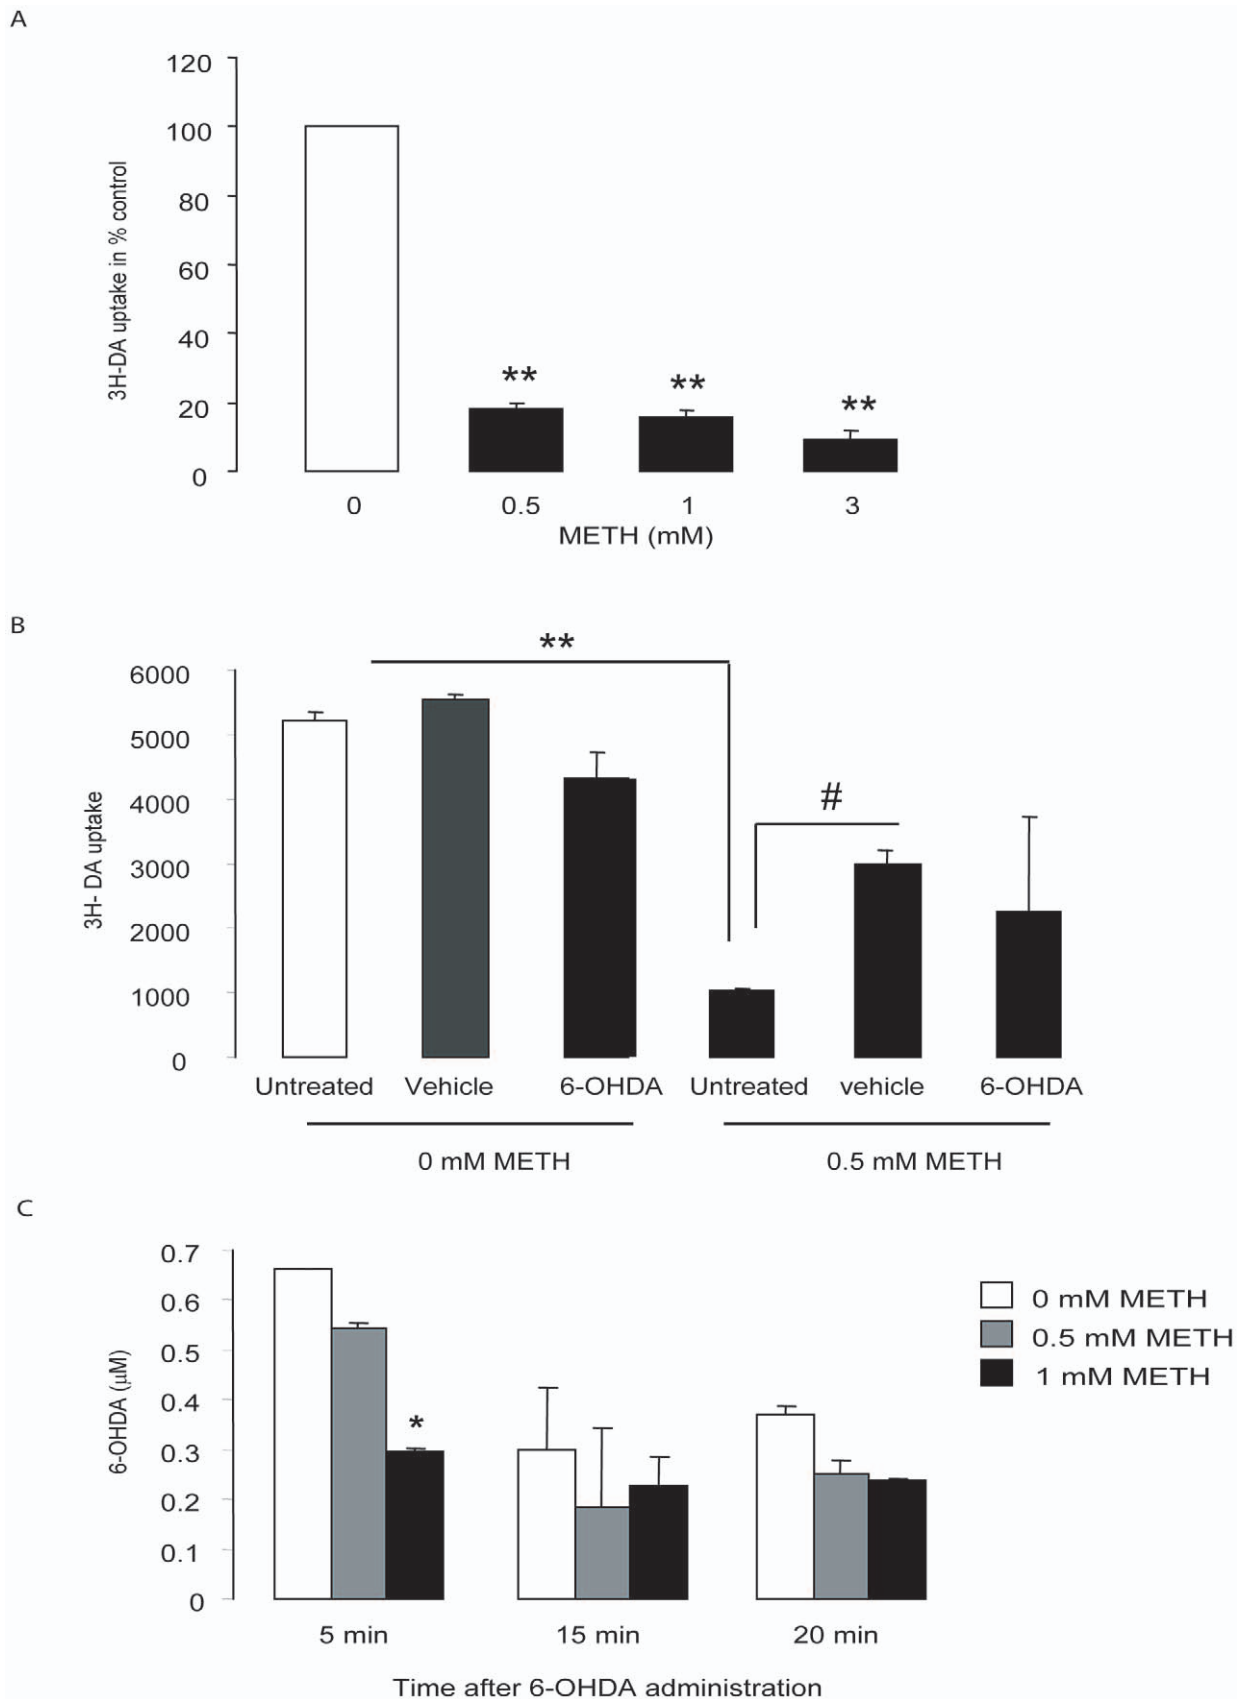 A
120
100
80
60
40
20
0
3H-DA uptake in % control
**
**
**
0
0.5
1
3
METH (mM)
B
**
6000
5000
4000
3000
2000
1000
0
3H- DA uptake
#
Untreated
Vehicle
6-OHDA
Untreated
vehicle
6-OHDA
0 mM METH
0.5 mM METH
C
0.7
0.6
0.5
0.4
0.3
0.2
0.1
0
6-OHDA (µM)
*
0 mM METH
0.5 mM METH
1 mM METH
5 min
15 min
20 min
Time after 6-OHDA administration